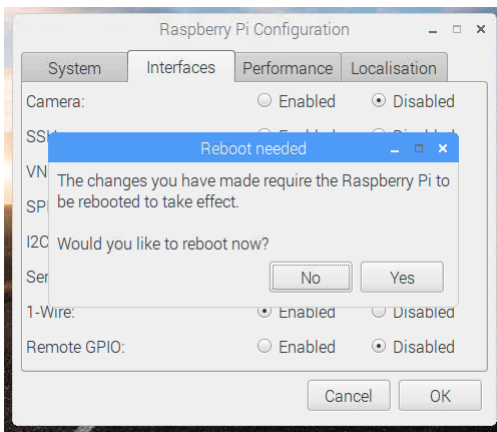 Raspberry Pi Configuration
System Interfaces Performance Localisation
Camera: Enabled Disabled
Reboot needed
The changes you have made require the Raspberry Pi to
be rebooted to take effect.
Would you like to reboot now?
No Yes
1-Wire: Enabled Disabled
Remote GPIO: Enabled Disabled
Cancel OK